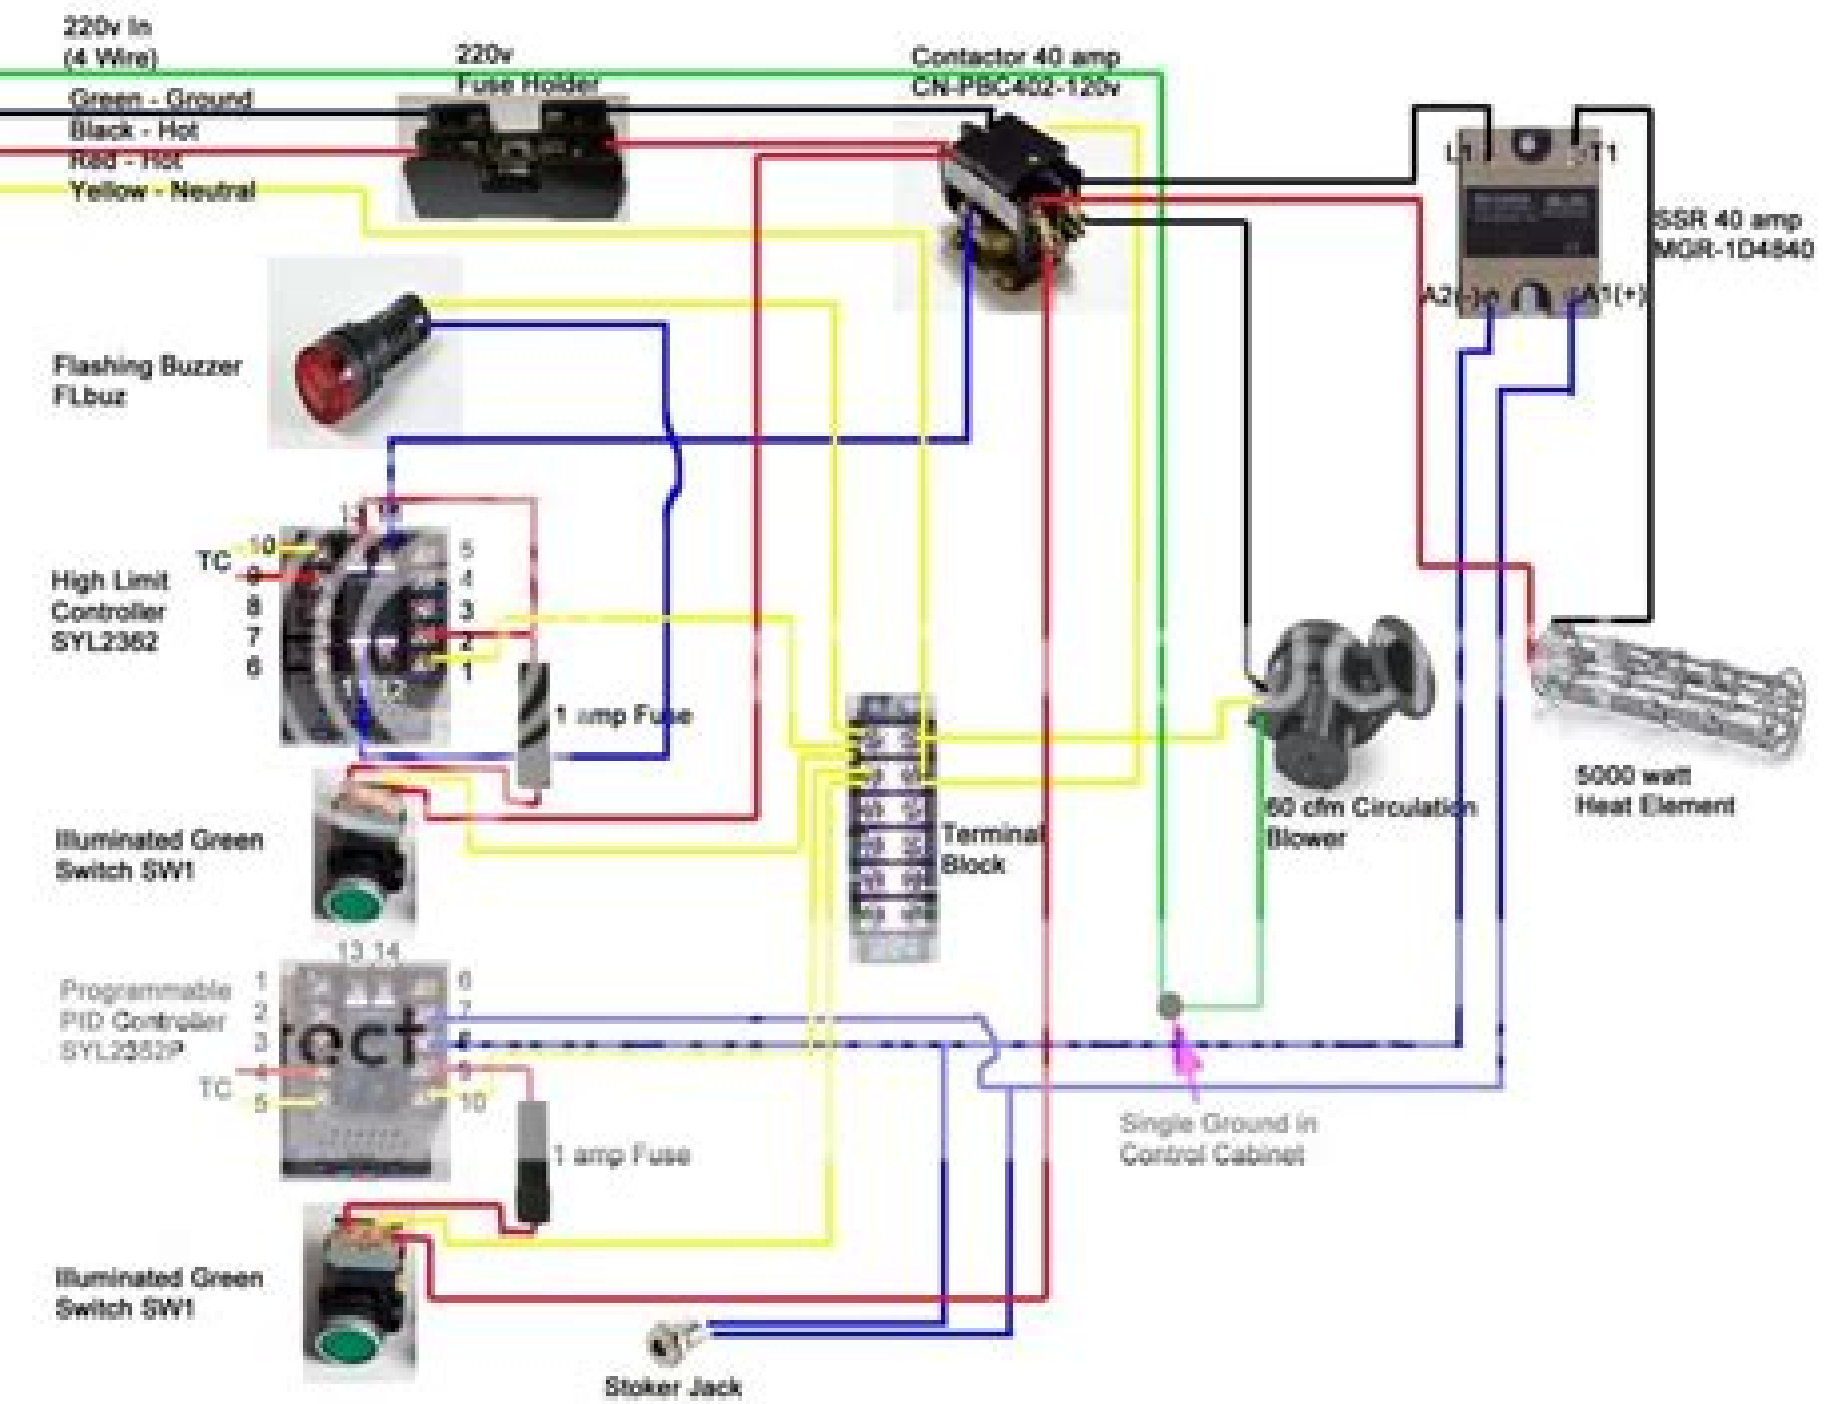 220v In
(4 Wire)
Green - Ground
Black - Hot
Red - Hot
Yellow - Neutral
220v
Fuse Holder
Contactor 40 amp
CN-PBC402-120v
L1
T1
SSR 40 amp
MGR-1D4840
A2(-)
A1(+)
Flashing Buzzer
FLbuz
High Limit
Controller
SYL2362
TC
10
9
8
7
6
13 14
5
4
3
2
1
11 12
1 amp Fuse
Illuminated Green
Switch SW1
Terminal
Block
60 cfm Circulation
Blower
5000 watt
Heat Element
Programmable
PID Controller
SYL2352P
TC
13 14
1
2
3
4
5
6
7
8
9
10
ect
1 amp Fuse
Single Ground in
Control Cabinet
Illuminated Green
Switch SW1
Stoker Jack